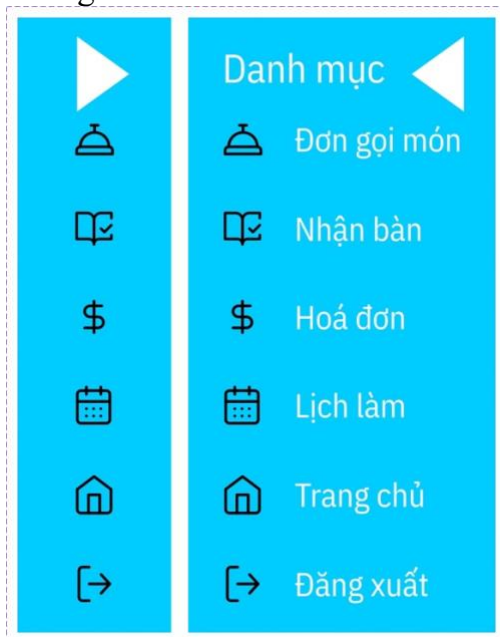 Danh mục
Đơn gọi món
Nhận bàn
Hoá đơn
Lịch làm
Trang chủ
Đăng xuất